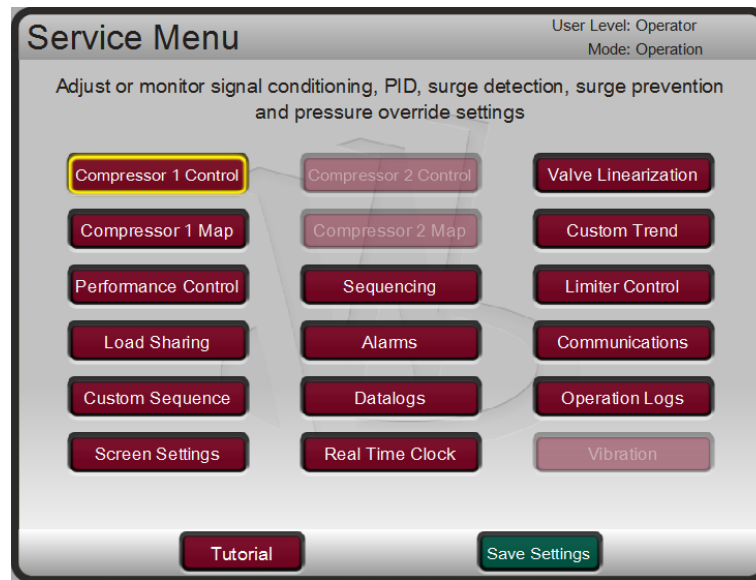 Service Menu
User Level: Operator
Mode: Operation
Adjust or monitor signal conditioning, PID, surge detection, surge prevention
and pressure override settings
Compressor 1 Control
Compressor 2 Control
Valve Linearization
Compressor 1 Map
Compressor 2 Map
Custom Trend
Performance Control
Sequencing
Limiter Control
Load Sharing
Alarms
Communications
Custom Sequence
Datalogs
Operation Logs
Screen Settings
Real Time Clock
Vibration
Tutorial
Save Settings